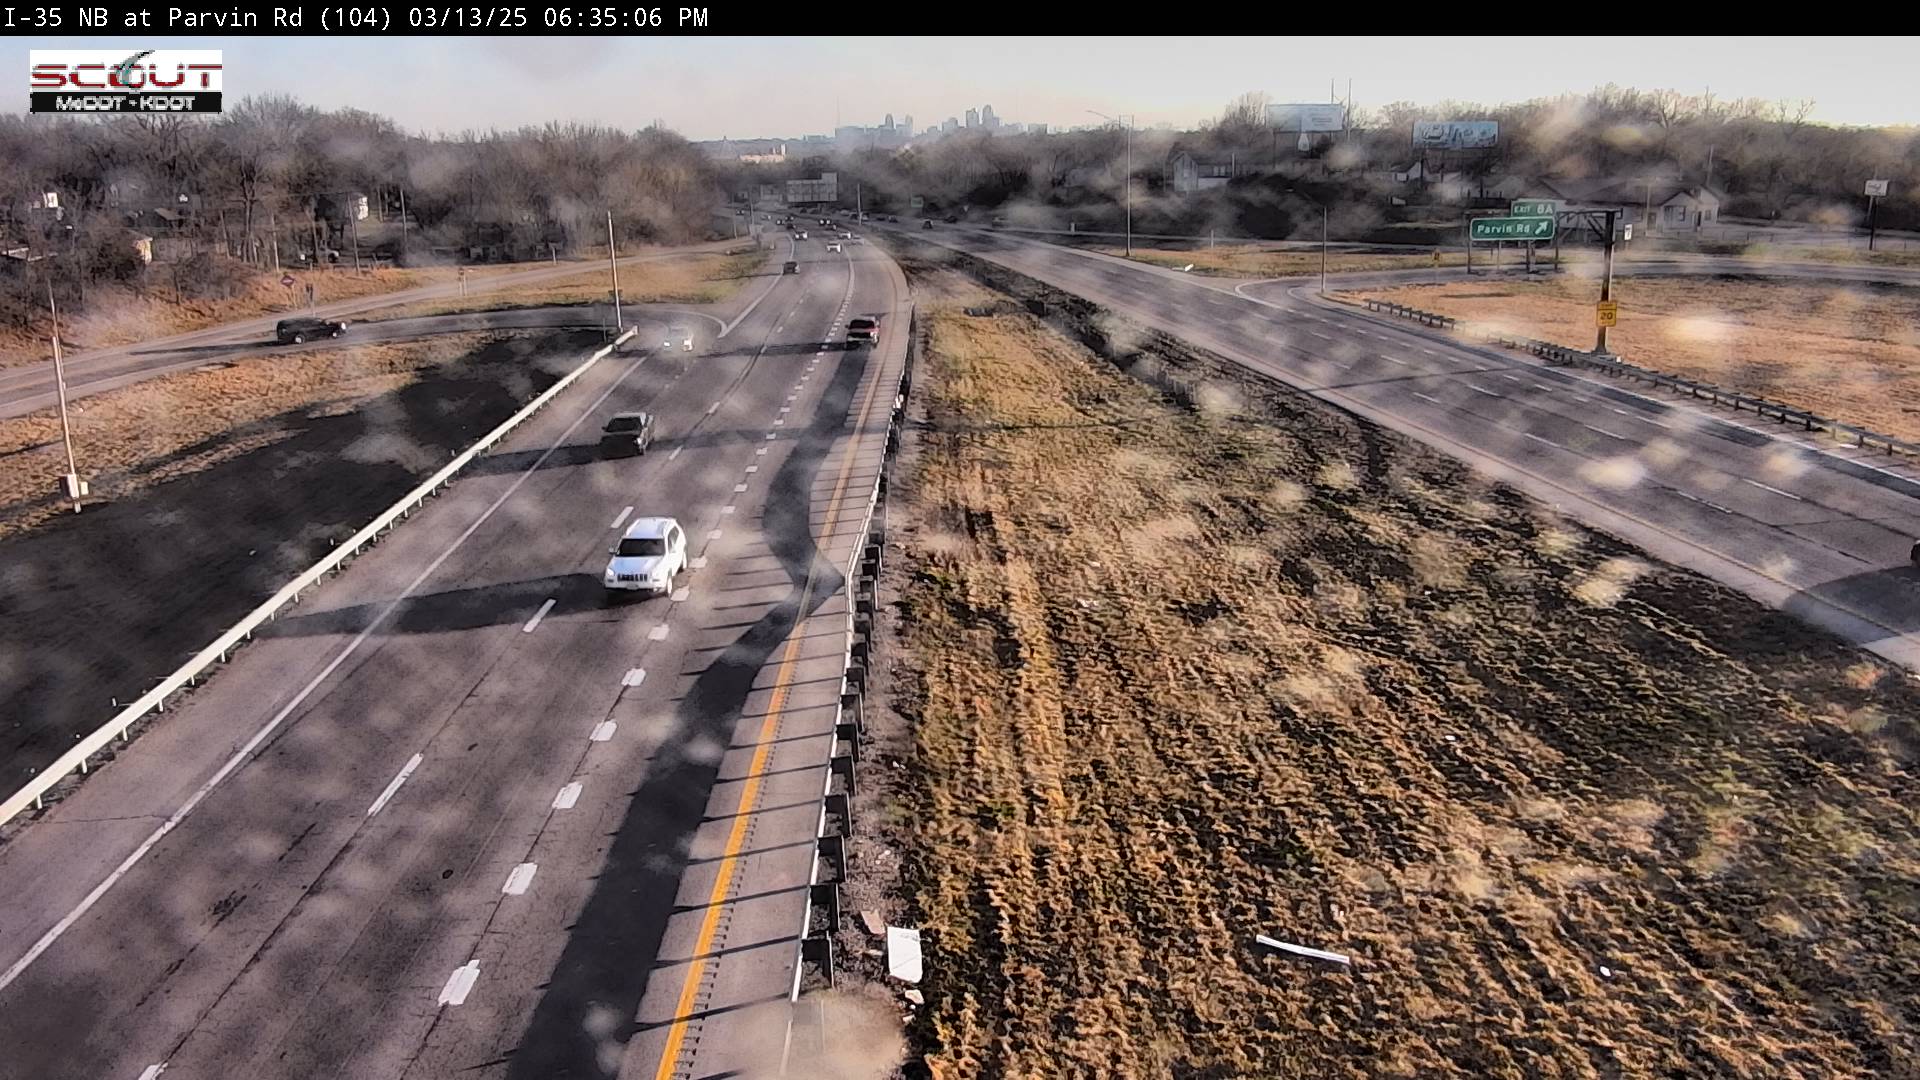 I-35 NB at Parvin Rd (104) 03/13/25 06:35:06 PM
SCOUT
MoDOT - KDOT
EXIT 8A
Parvin Rd
20